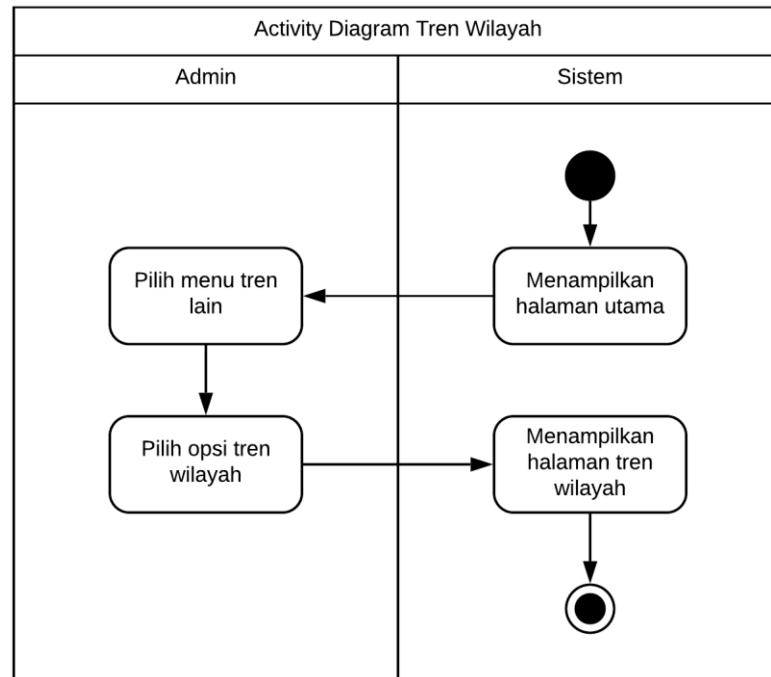 Activity Diagram Tren Wilayah
Admin
Sistem
Menampilkan
halaman utama
Pilih menu tren
lain
Pilih opsi tren
wilayah
Menampilkan
halaman tren
wilayah